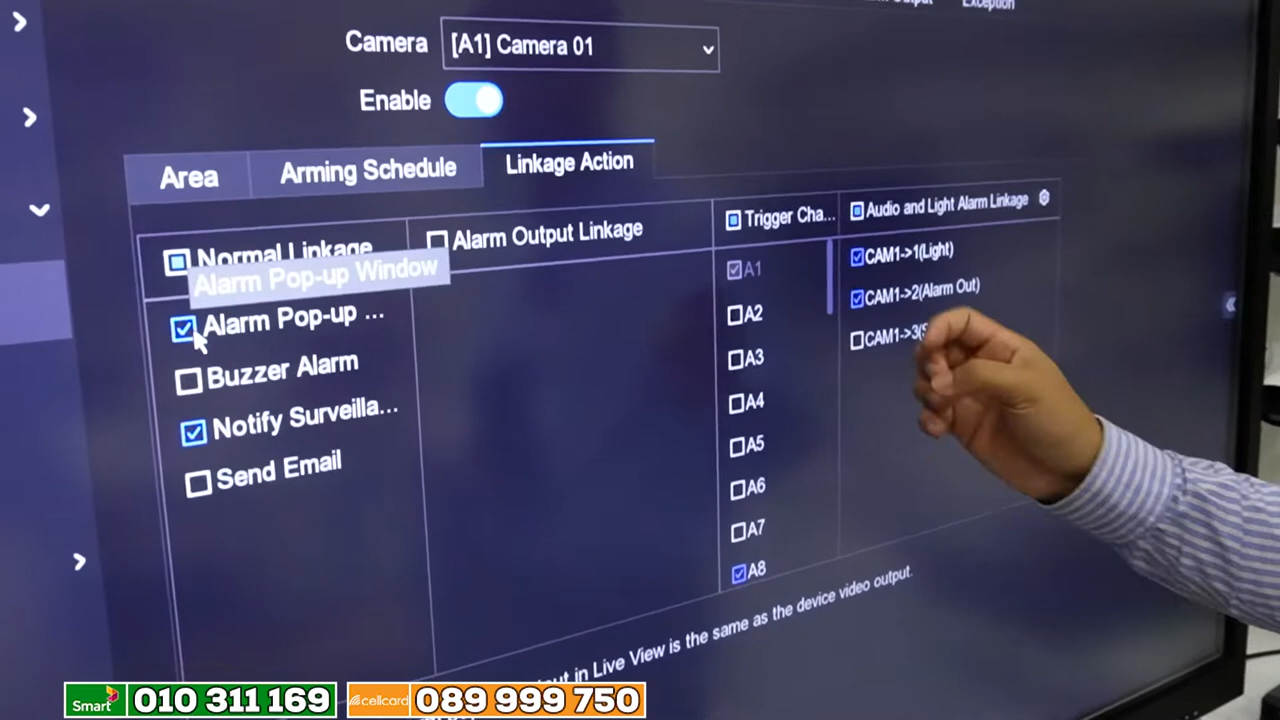 Exception
Camera [A1] Camera 01
Enable
Area Arming Schedule Linkage Action
Normal Linkage Alarm Output Linkage Trigger Cha... Audio and Light Alarm Linkage
Alarm Pop-up Window
Alarm Pop-up ...
Buzzer Alarm
Notify Surveilla...
Send Email
A1
A2
A3
A4
A5
A6
A7
A8
CAM1->1(Light)
CAM1->2(Alarm Out)
CAM1->3(S
in Live View is the same as the device video output.
Smart 010 311 169 cellcard 089 999 750